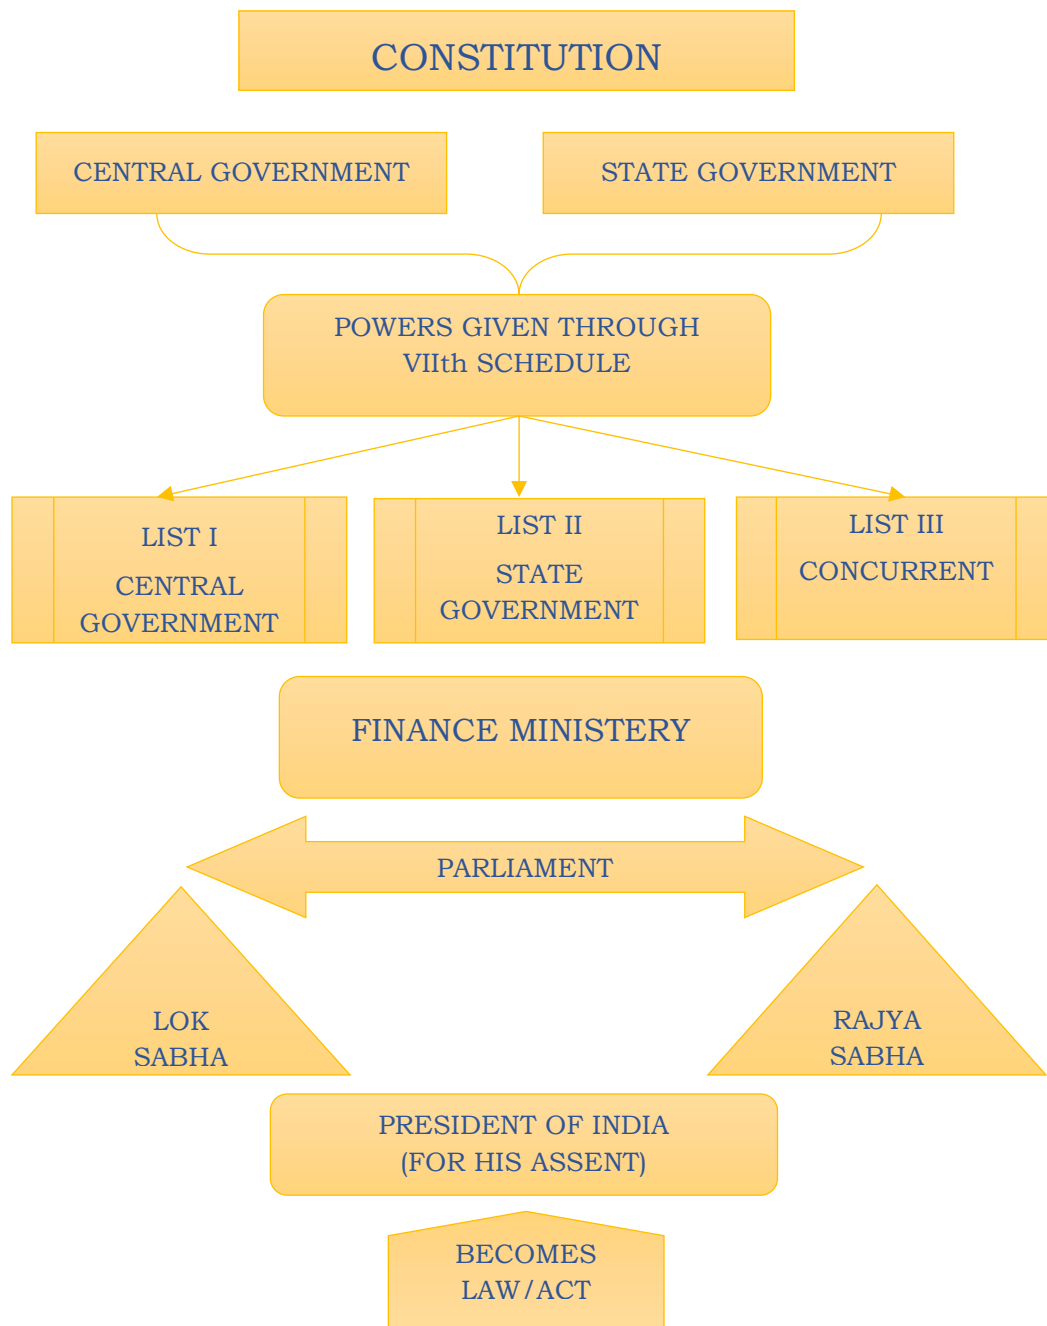 CONSTITUTION
CENTRAL GOVERNMENT
STATE GOVERNMENT
POWERS GIVEN THROUGH
VIIth SCHEDULE
LIST I
CENTRAL
GOVERNMENT
LIST II
STATE
GOVERNMENT
LIST III
CONCURRENT
FINANCE MINISTERY
PARLIAMENT
LOK
SABHA
RAJYA
SABHA
PRESIDENT OF INDIA
(FOR HIS ASSENT)
BECOMES
LAW/ACT